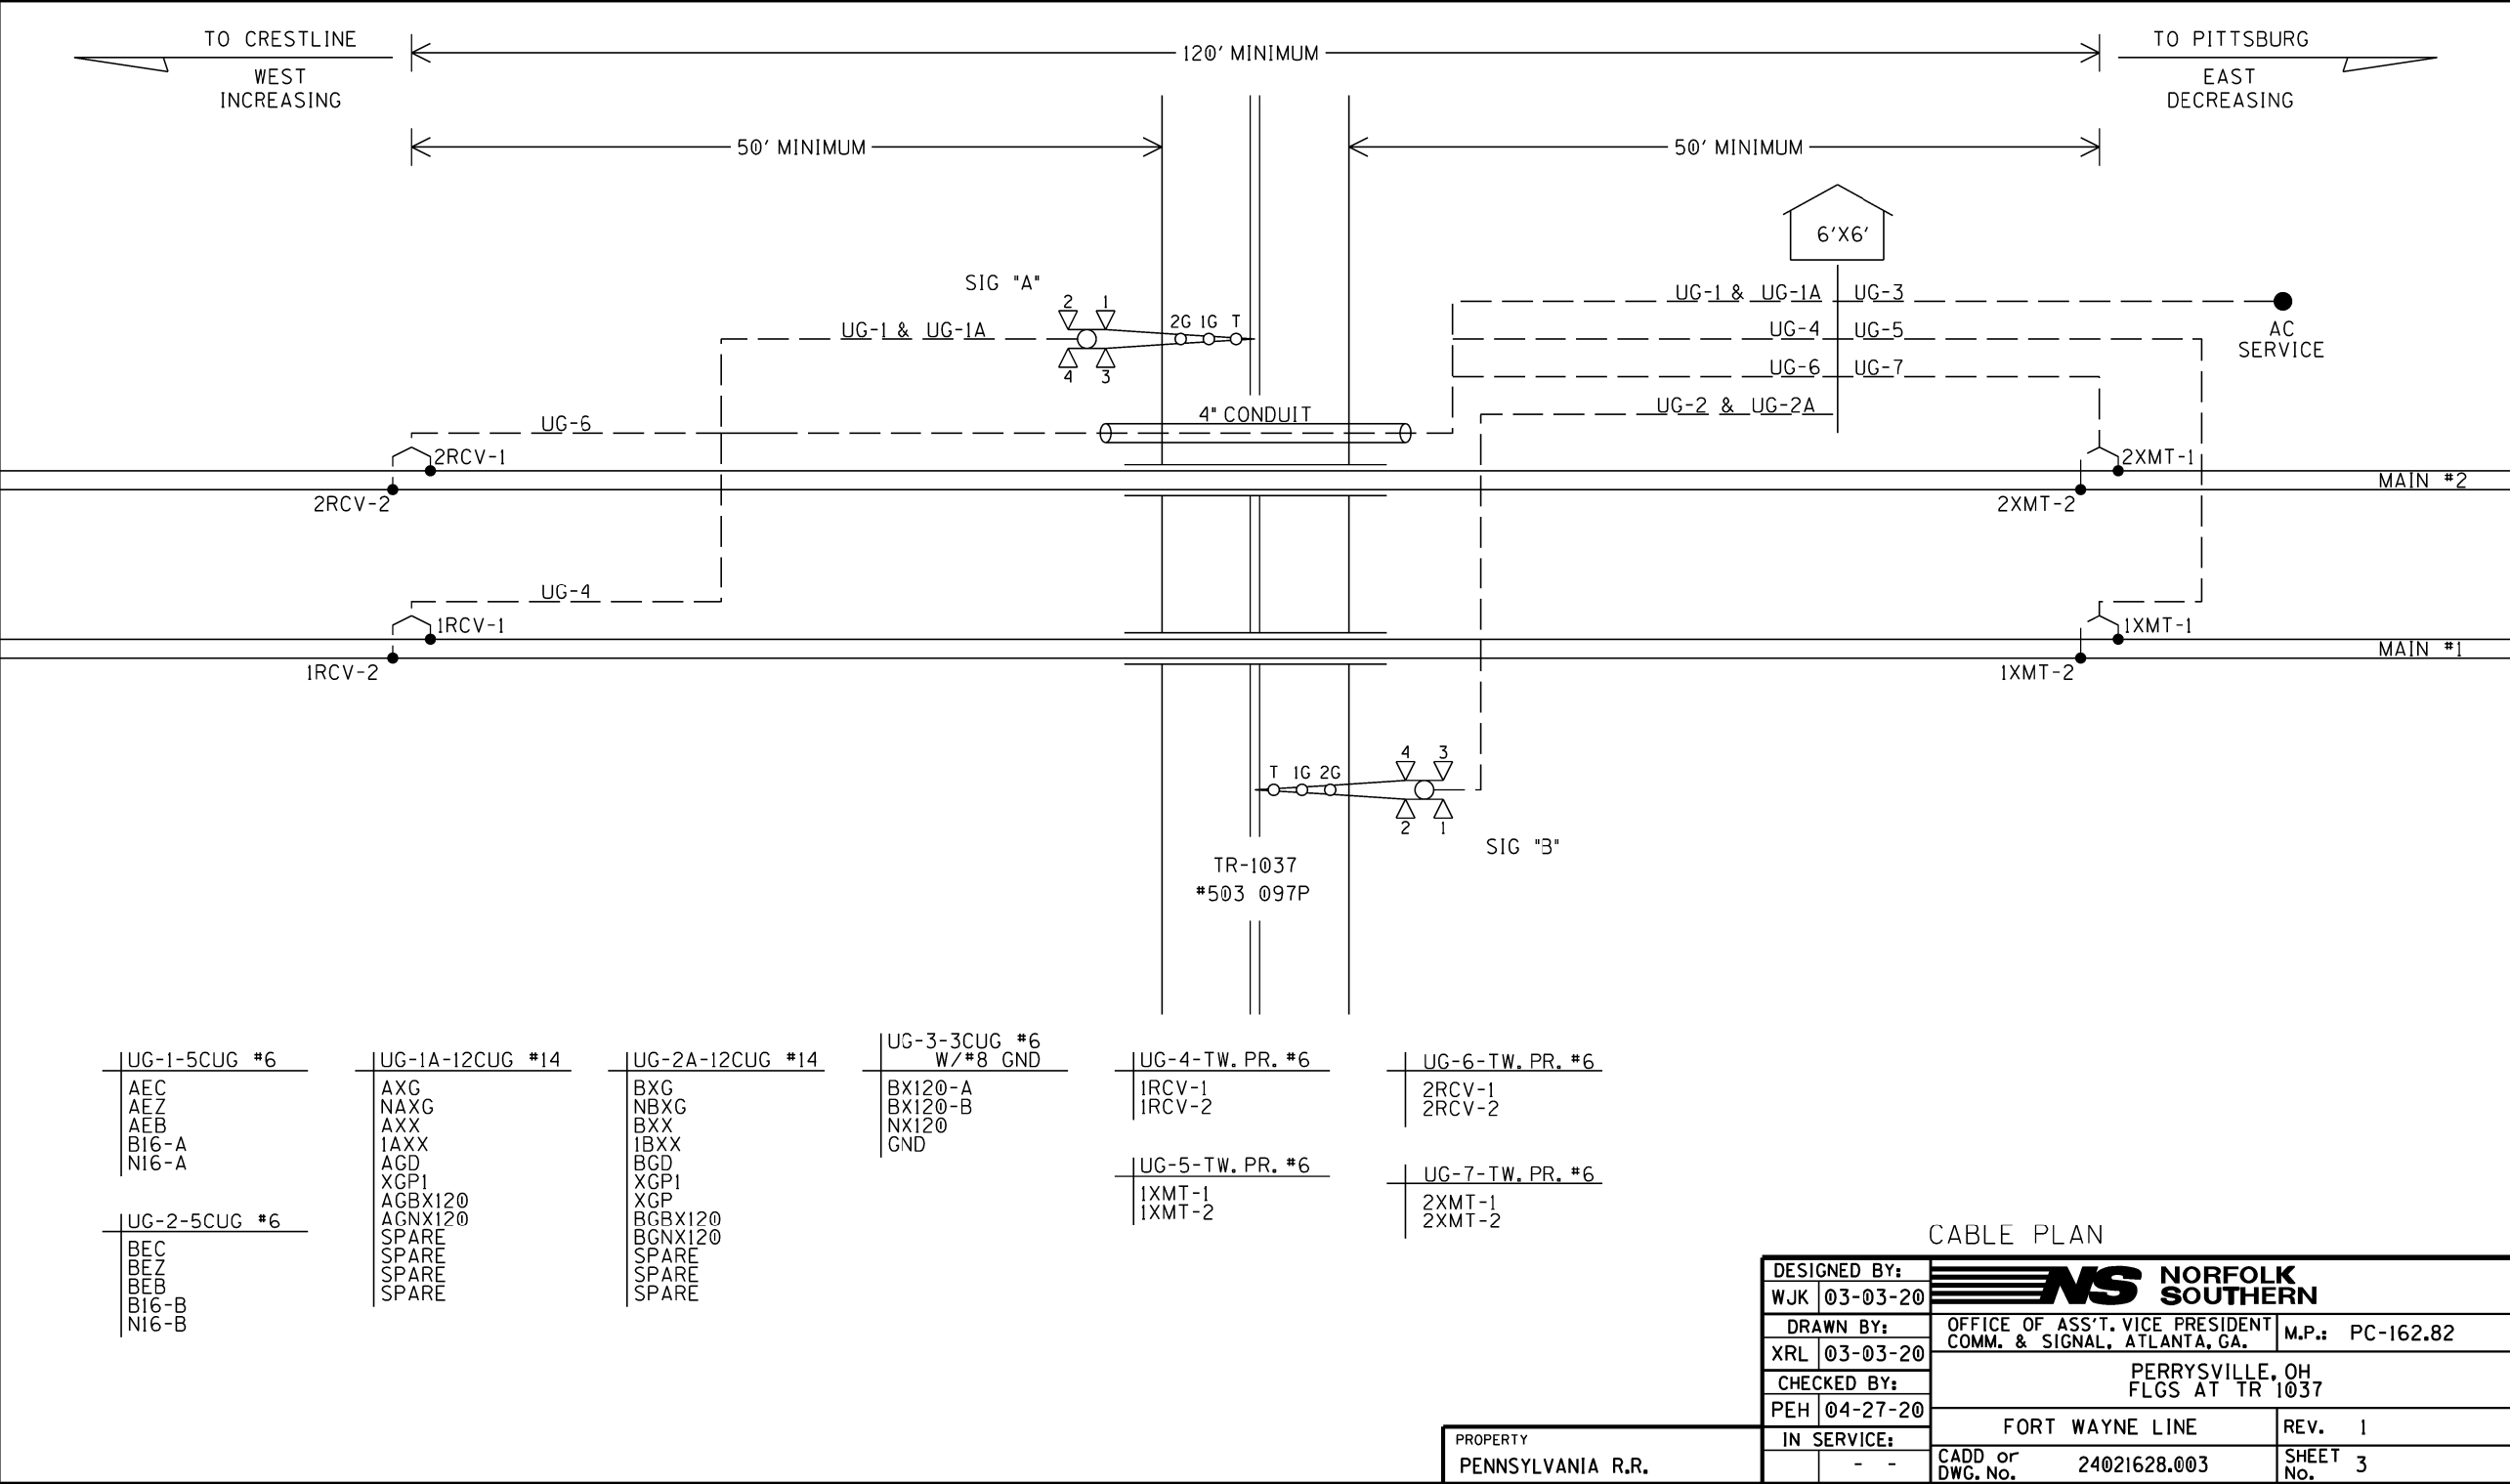 TO CRESTLINE
WEST
INCREASING
120' MINIMUM
TO PITTSBURG
EAST
DECREASING
50' MINIMUM
50' MINIMUM
6'X6'
SIG "A"
2 1
2G 1G T
4 3
UG-1 & UG-1A
UG-1 & UG-1A
UG-3
UG-4
UG-5
UG-6
UG-7
UG-2 & UG-2A
AC
SERVICE
4" CONDUIT
UG-6
2RCV-1
2RCV-2
2XMT-1
2XMT-2
MAIN #2
UG-4
1RCV-1
1RCV-2
1XMT-1
1XMT-2
MAIN #1
4 3
T 1G 2G
2 1
SIG "B"
TR-1037
#503 097P
UG-1-5CUG #6
AEC
AEZ
AEB
B16-A
N16-A
UG-2-5CUG #6
BEC
BEZ
BEB
B16-B
N16-B
UG-1A-12CUG #14
AXG
NAXG
AXX
1AXX
AGD
XGP1
AGBX120
AGNX120
SPARE
SPARE
SPARE
SPARE
UG-2A-12CUG #14
BXG
NBXG
BXX
1BXX
BGD
XGP1
XGP
BGBX120
BGNX120
SPARE
SPARE
SPARE
UG-3-3CUG #6
W/#8 GND
BX120-A
BX120-B
NX120
GND
UG-4-TW. PR. #6
1RCV-1
1RCV-2
UG-5-TW. PR. #6
1XMT-1
1XMT-2
UG-6-TW. PR. #6
2RCV-1
2RCV-2
UG-7-TW. PR. #6
2XMT-1
2XMT-2
CABLE PLAN
DESIGNED BY:
WJK 03-03-20
DRAWN BY:
XRL 03-03-20
CHECKED BY:
PEH 04-27-20
IN SERVICE:
- -
NS NORFOLK
SOUTHERN
OFFICE OF ASS'T. VICE PRESIDENT
COMM. & SIGNAL, ATLANTA, GA.
M.P.: PC-162.82
PERRYSVILLE, OH
FLGS AT TR 1037
FORT WAYNE LINE
REV. 1
CADD or
DWG. No.
24021628.003
SHEET
No.
3
PROPERTY
PENNSYLVANIA R.R.